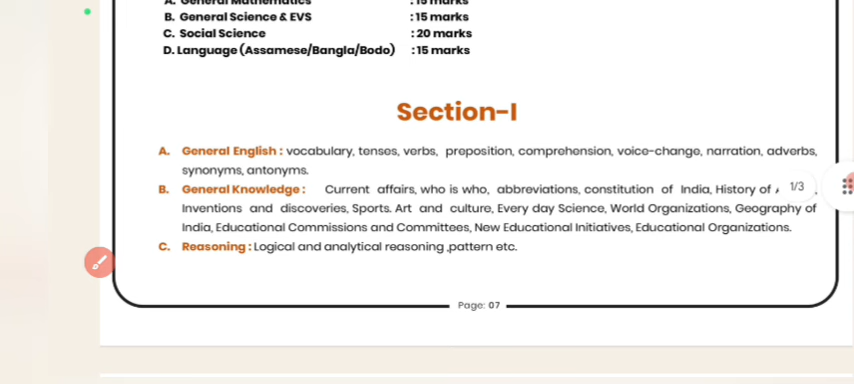 B. General Science & EVS : 15 marks
C. Social Science : 20 marks
D. Language (Assamese/Bangla/Bodo) : 15 marks
Section-I
A. General English : vocabulary, tenses, verbs, preposition, comprehension, voice-change, narration, adverbs,
synonyms, antonyms.
B. General Knowledge : Current affairs, who is who, abbreviations, constitution of India, History of 1/3
Inventions and discoveries, Sports. Art and culture, Every day Science, World Organizations, Geography of
India, Educational Commissions and Committees, New Educational Initiatives, Educational Organizations.
C. Reasoning : Logical and analytical reasoning ,pattern etc.
Page: 07